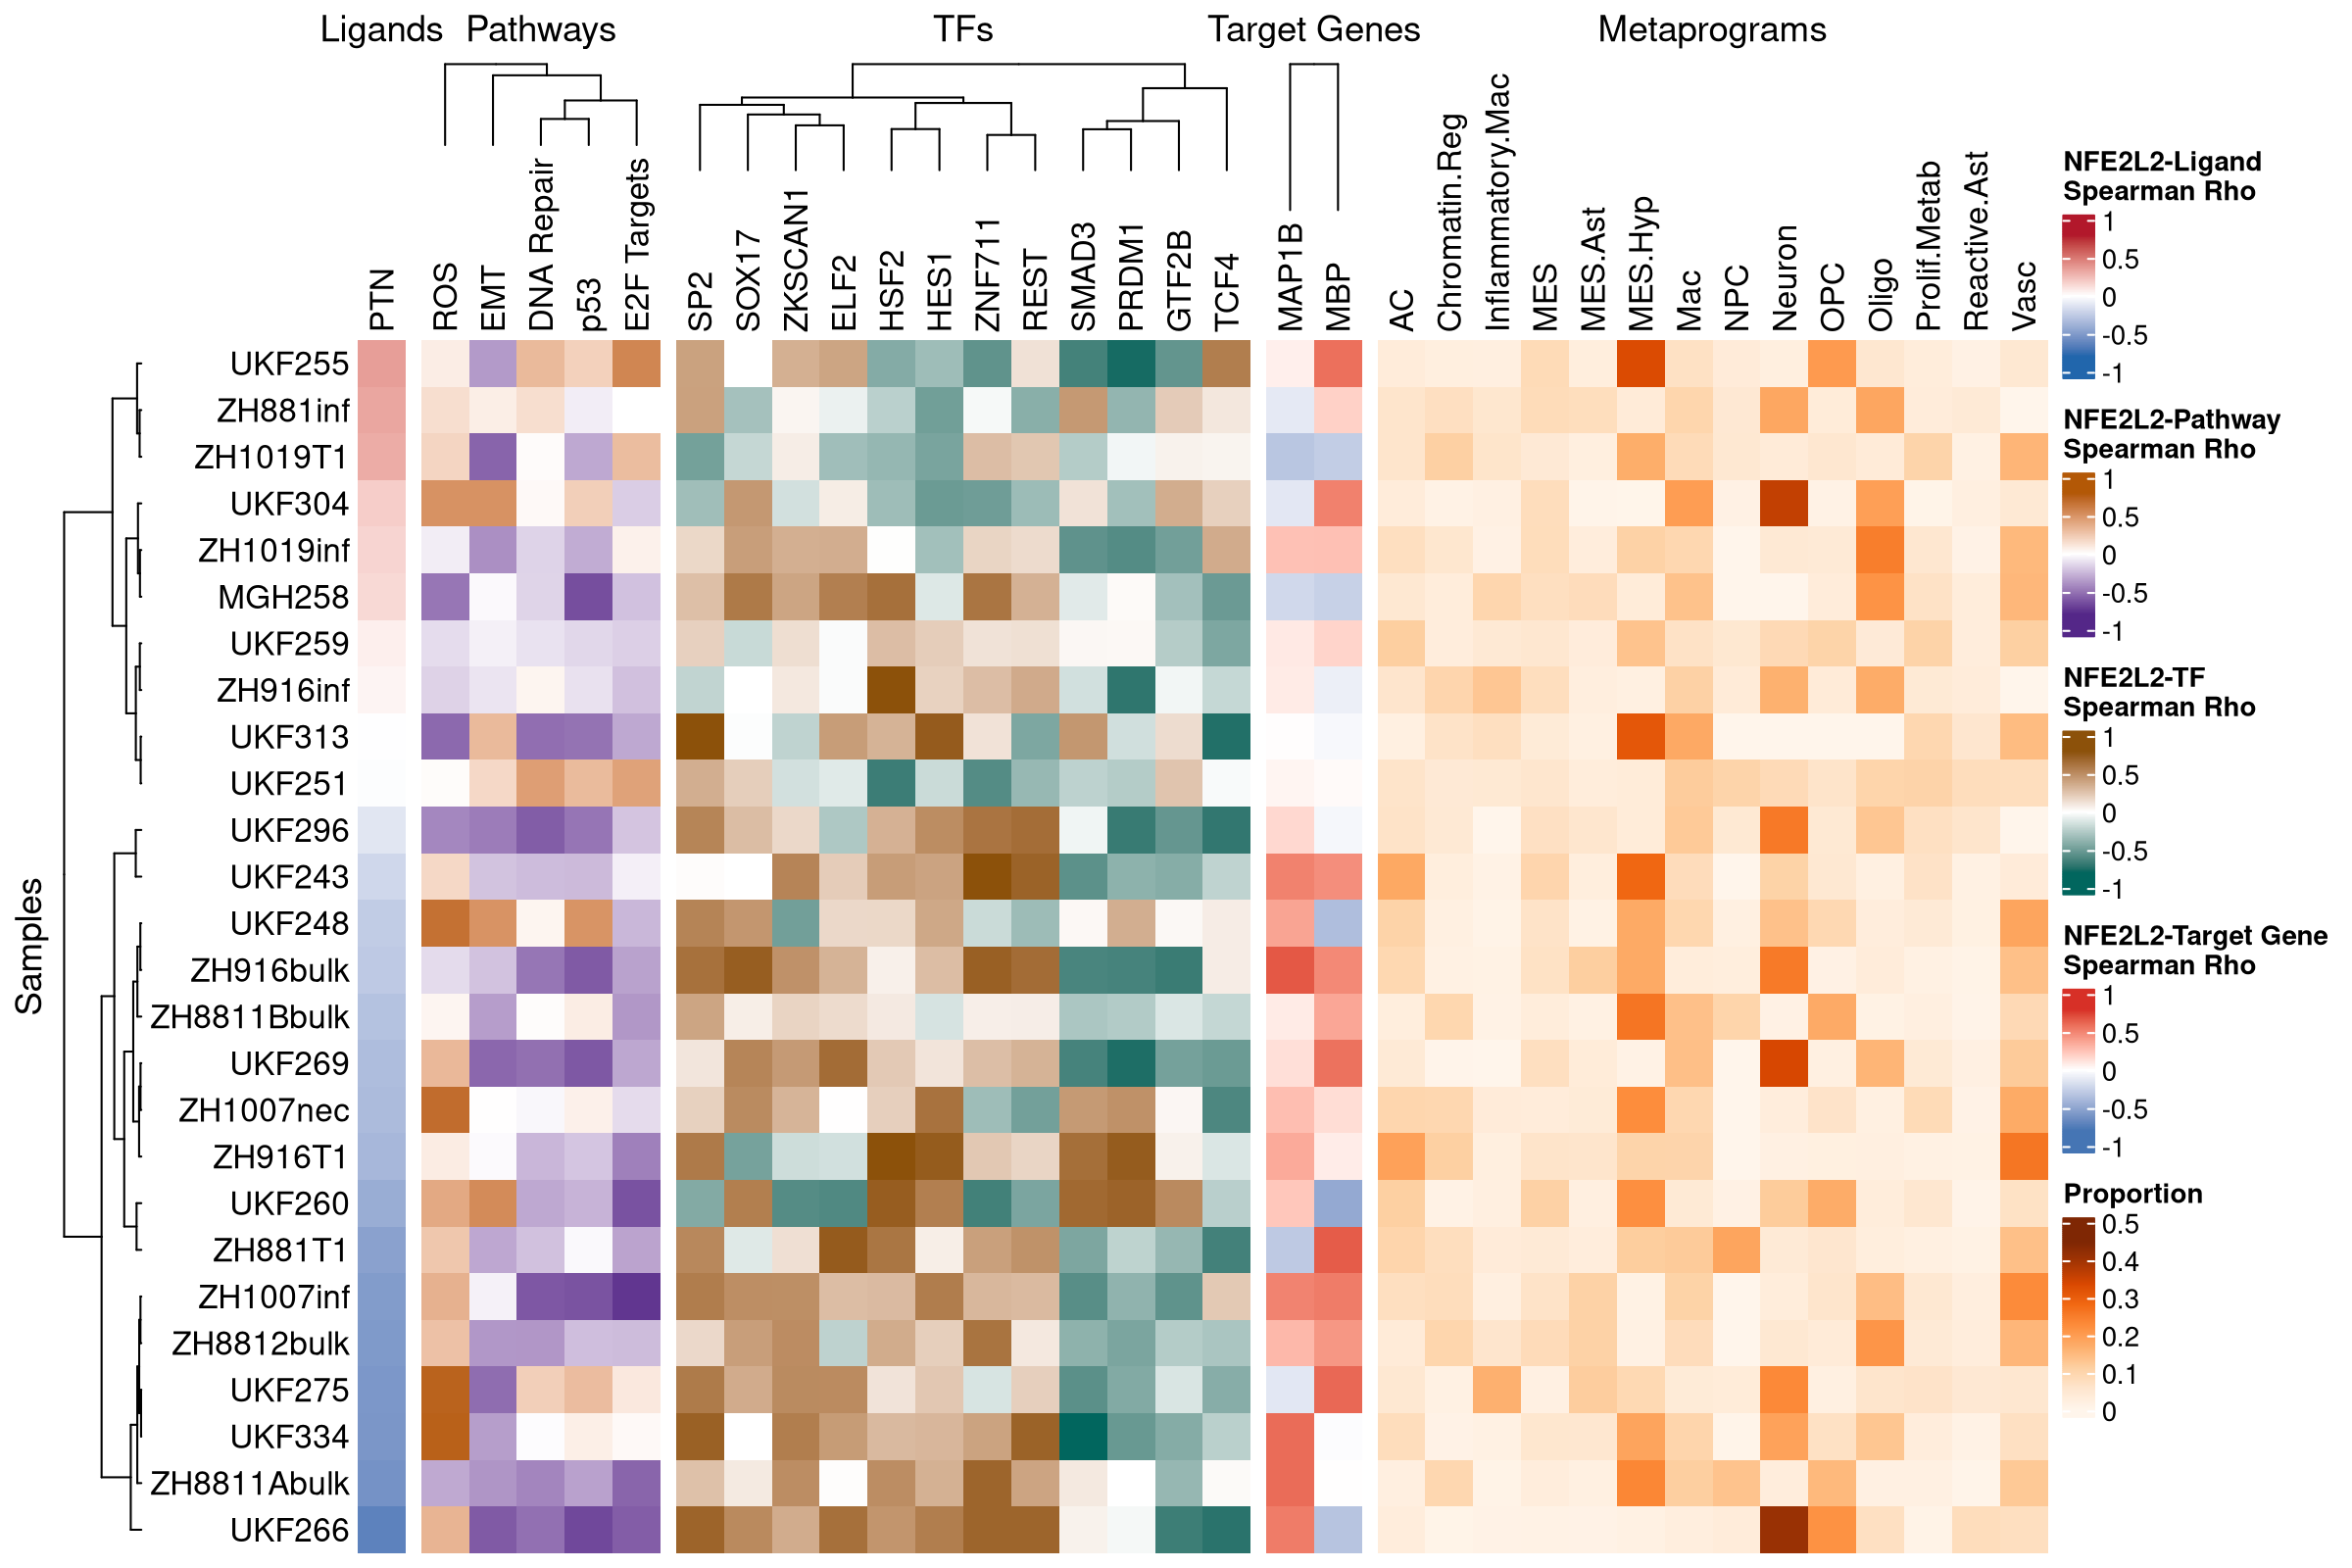 Ligands Pathways TFs Target Genes Metaprograms
PTN ROS EMT DNA Repair p53 E2F Targets SP2 SOX17 ZKSCAN1 ELF2 HSF2 HES1 ZNF711 REST SMAD3 PRDM1 GTF2B TCF4 MAP1B MBP AC Chromatin.Reg Inflammatory.Mac MES MES.Ast MES.Hyp Mac NPC Neuron OPC Oligo Prolif.Metab Reactive.Ast Vasc
Samples
UKF255
ZH881inf
ZH1019T1
UKF304
ZH1019inf
MGH258
UKF259
ZH916inf
UKF313
UKF251
UKF296
UKF243
UKF248
ZH916bulk
ZH8811Bbulk
UKF269
ZH1007nec
ZH916T1
UKF260
ZH881T1
ZH1007inf
ZH8812bulk
UKF275
UKF334
ZH8811Abulk
UKF266
NFE2L2-Ligand
Spearman Rho
1
0.5
0
-0.5
-1
NFE2L2-Pathway
Spearman Rho
1
0.5
0
-0.5
-1
NFE2L2-TF
Spearman Rho
1
0.5
0
-0.5
-1
NFE2L2-Target Gene
Spearman Rho
1
0.5
0
-0.5
-1
Proportion
0.5
0.4
0.3
0.2
0.1
0